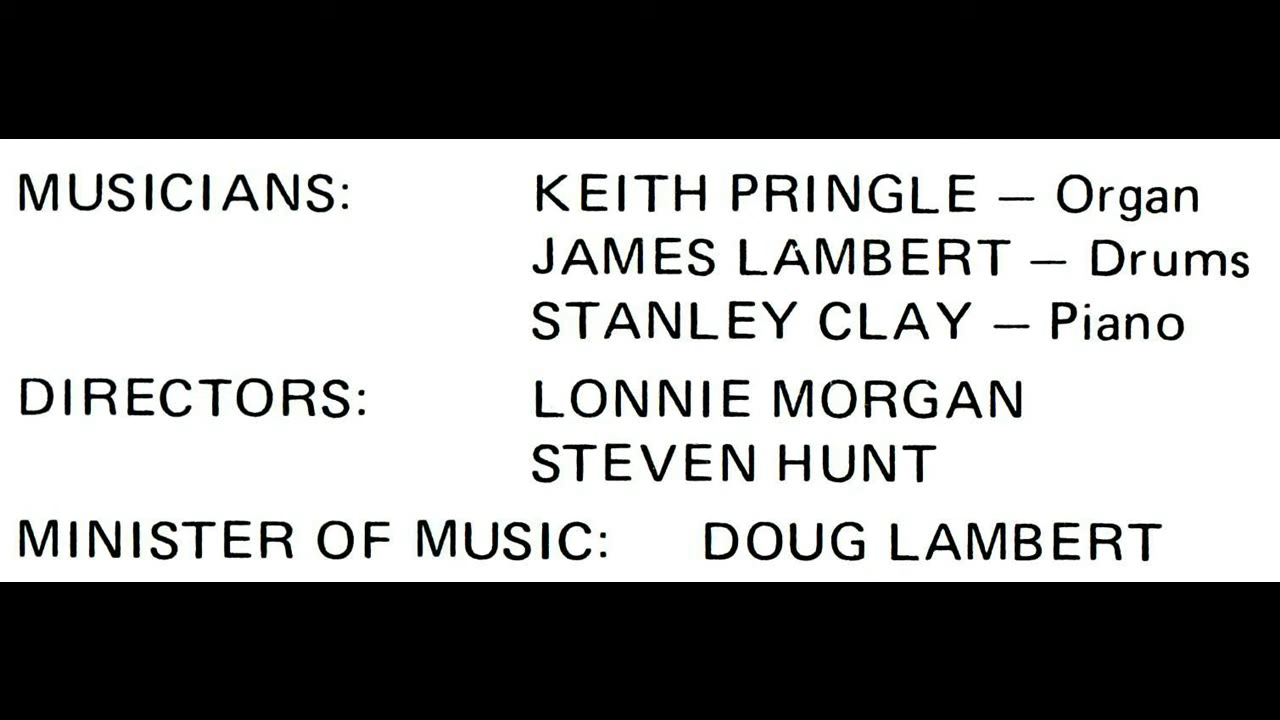 MUSICIANS: KEITH PRINGLE – Organ
JAMES LAMBERT – Drums
STANLEY CLAY – Piano
DIRECTORS: LONNIE MORGAN
STEVEN HUNT
MINISTER OF MUSIC: DOUG LAMBERT